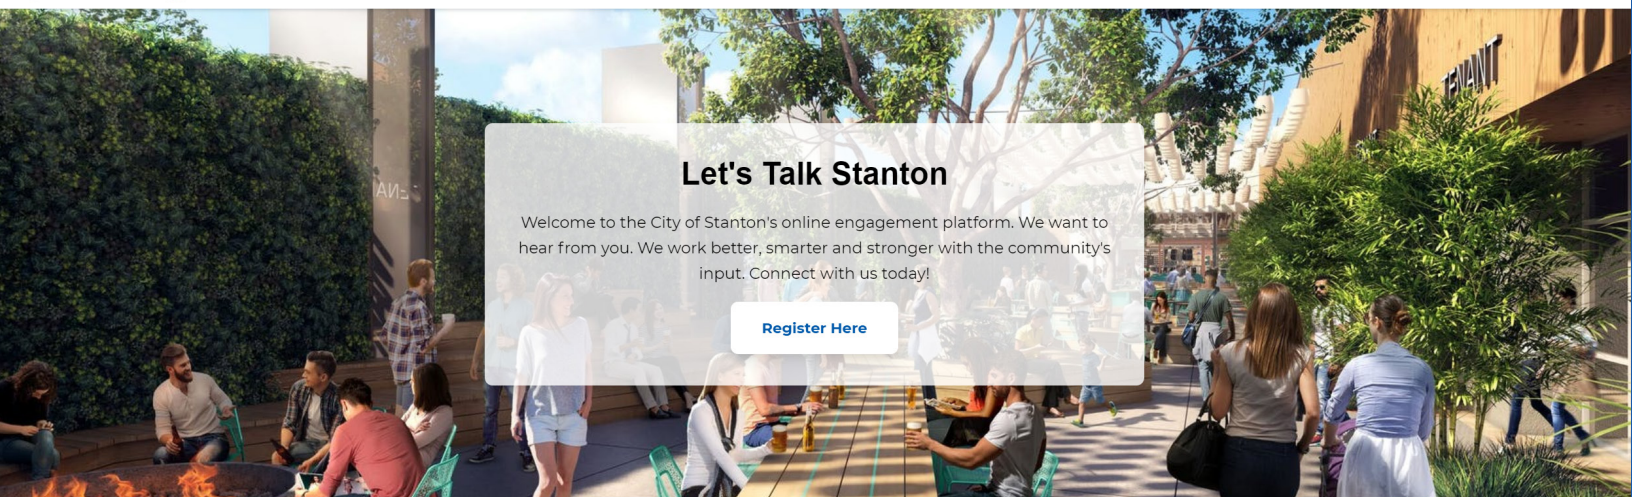 TENANT
Let's Talk Stanton
Welcome to the City of Stanton's online engagement platform. We want to
hear from you. We work better, smarter and stronger with the community's
input. Connect with us today!
Register Here